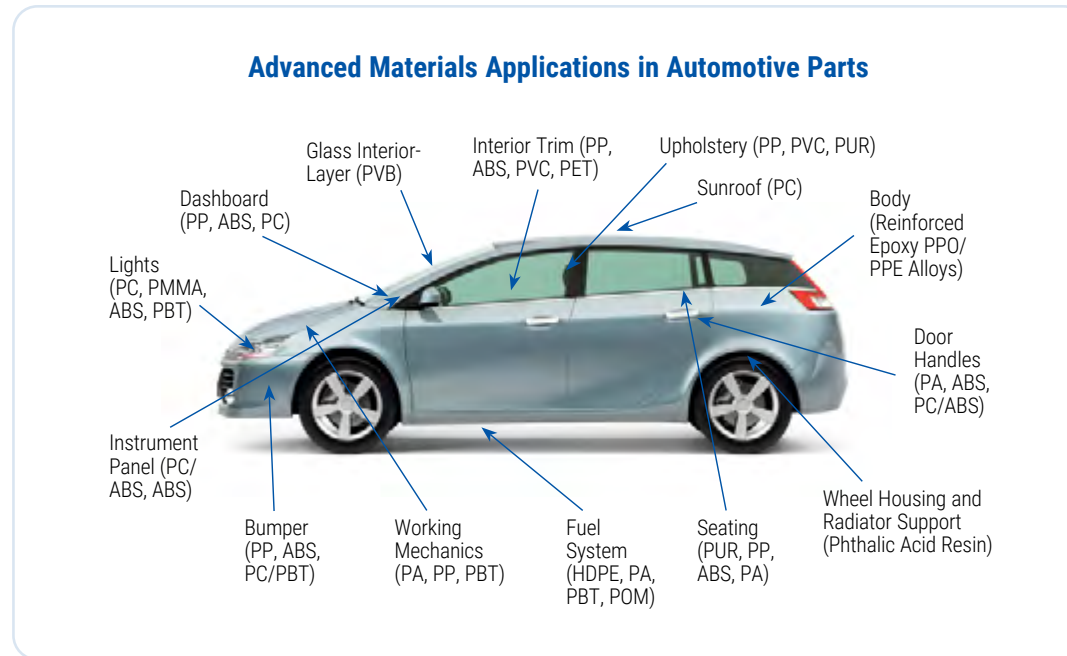 Advanced Materials Applications in Automotive Parts
Glass Interior-
Layer (PVB)
Interior Trim (PP,
ABS, PVC, PET)
Upholstery (PP, PVC, PUR)
Sunroof (PC)
Dashboard
(PP, ABS, PC)
Body
(Reinforced
Epoxy PPO/
PPE Alloys)
Lights
(PC, PMMA,
ABS, PBT)
Door
Handles
(PA, ABS,
PC/ABS)
Instrument
Panel (PC/
ABS, ABS)
Bumper
(PP, ABS,
PC/PBT)
Working
Mechanics
(PA, PP, PBT)
Fuel
System
(HDPE, PA,
PBT, POM)
Seating
(PUR, PP,
ABS, PA)
Wheel Housing and
Radiator Support
(Phthalic Acid Resin)